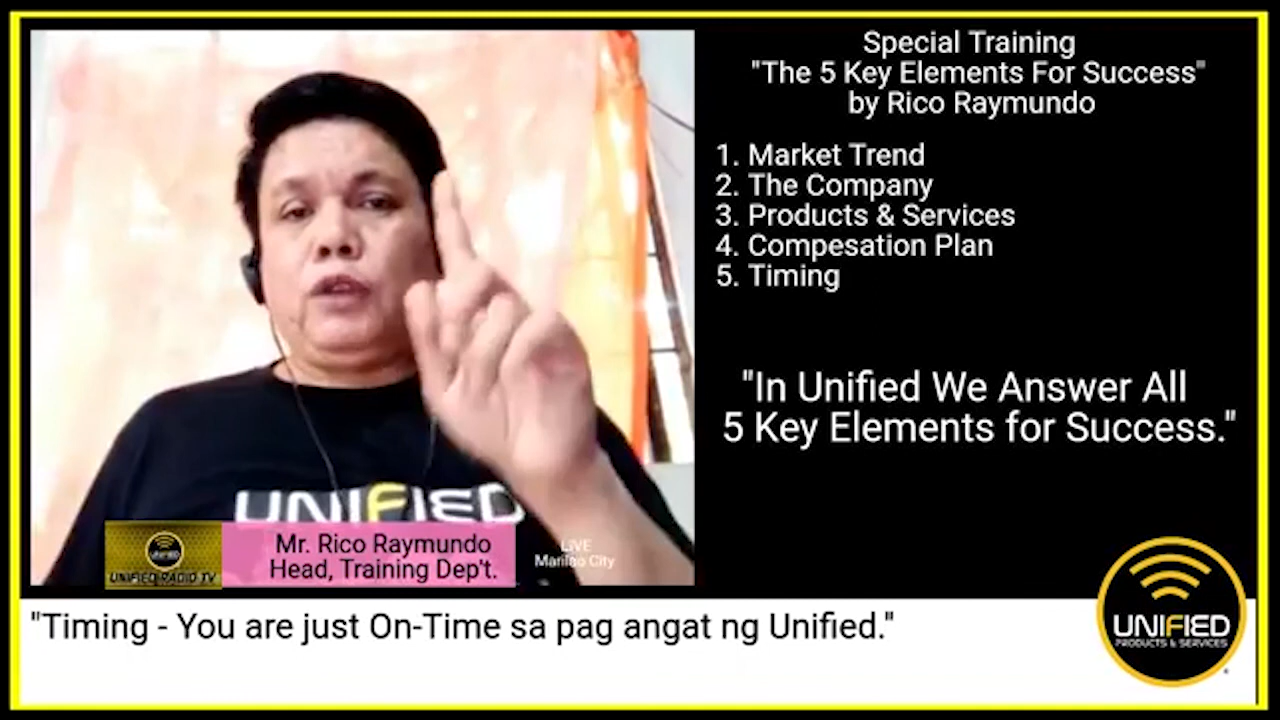 Special Training
"The 5 Key Elements For Success"
by Rico Raymundo
1. Market Trend
2. The Company
3. Products & Services
4. Compesation Plan
5. Timing
"In Unified We Answer All
5 Key Elements for Success."
UNIFIED
UNIFIED RADIO TV
Mr. Rico Raymundo
Head, Training Dep't.
LIVE
City
"Timing - You are just On-Time sa pag angat ng Unified."
UNIFIED
PRODUCTS & SERVICES